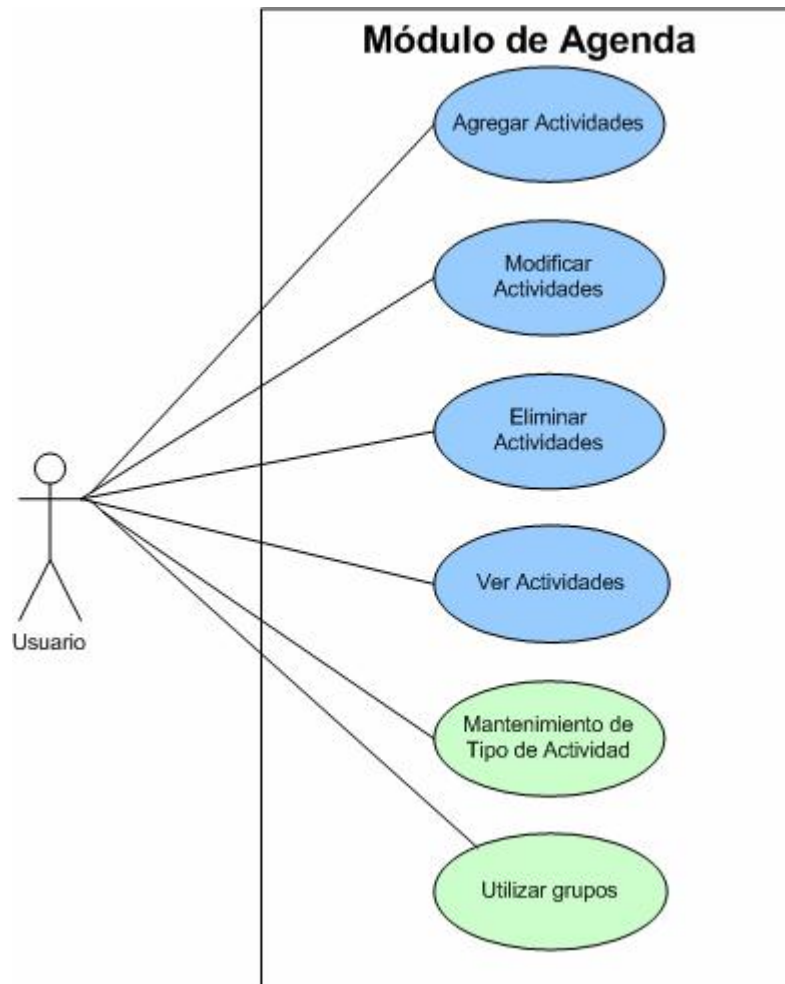 Módulo de Agenda
Agregar Actividades
Modificar
Actividades
Eliminar
Actividades
Ver Actividades
Usuario
Mantenimiento de
Tipo de Actividad
Utilizar grupos